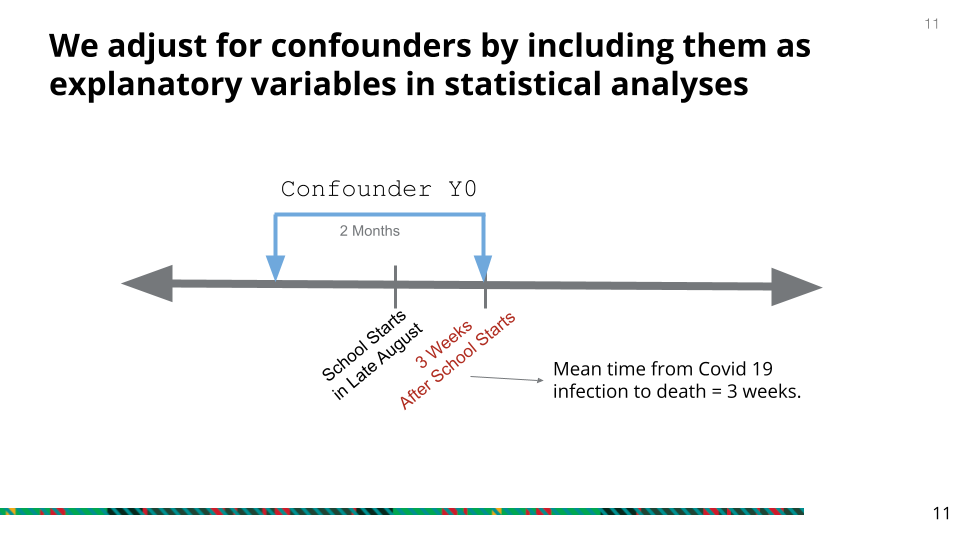 11
We adjust for confounders by including them as
explanatory variables in statistical analyses
Confounder Y0
2 Months
School Starts
in Late August
3 Weeks
After School Starts
Mean time from Covid 19
infection to death = 3 weeks.
11